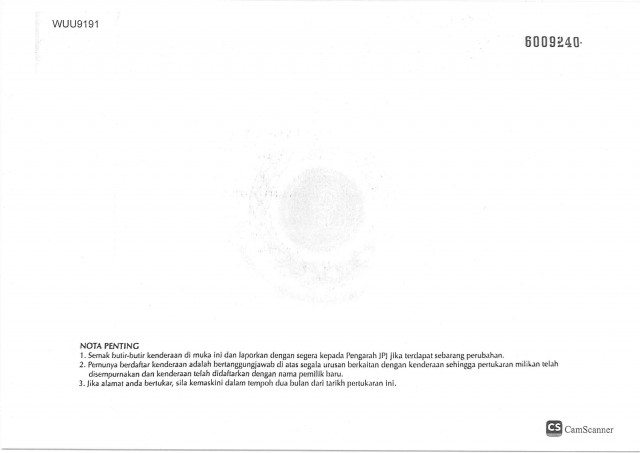 WUU9191
6009240
NOTA PENTING
1. Semak butir-butir kenderaan di muka ini dan laporkan dengan segera kepada Pengarah JPJ jika terdapat sebarang perubahan.
2. Pemunya berdaftar kenderaan adalah bertanggungjawab di atas segala urusan berkaitan dengan kenderaan sehingga pertukaran milikan telah
disempurnakan dan kenderaan telah didaftarkan dengan nama pemilik baru.
3. Jika alamat anda bertukar, sila kemaskini dalam tempoh dua bulan dari tarikh pertukaran ini.
CS CamScanner